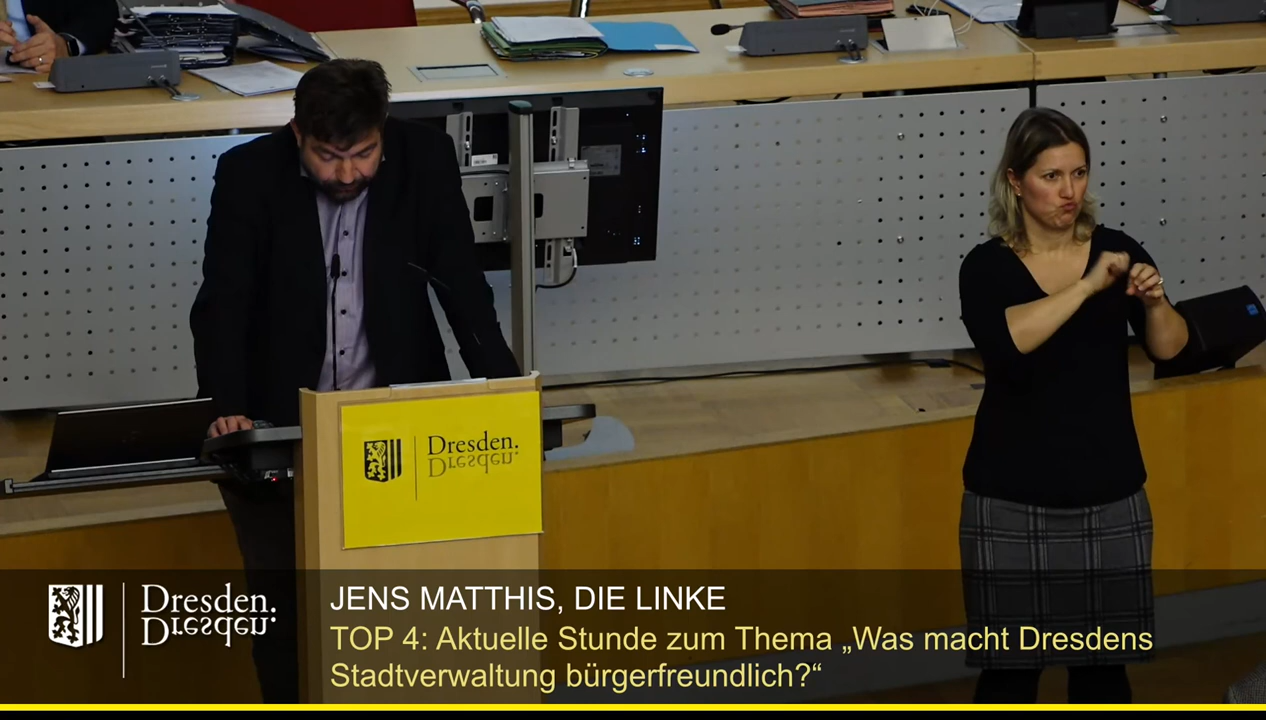 Dresden.
Dresden.
Dresden.
Dresden.
JENS MATTHIS, DIE LINKE
TOP 4: Aktuelle Stunde zum Thema „Was macht Dresdens
Stadtverwaltung bürgerfreundlich?“